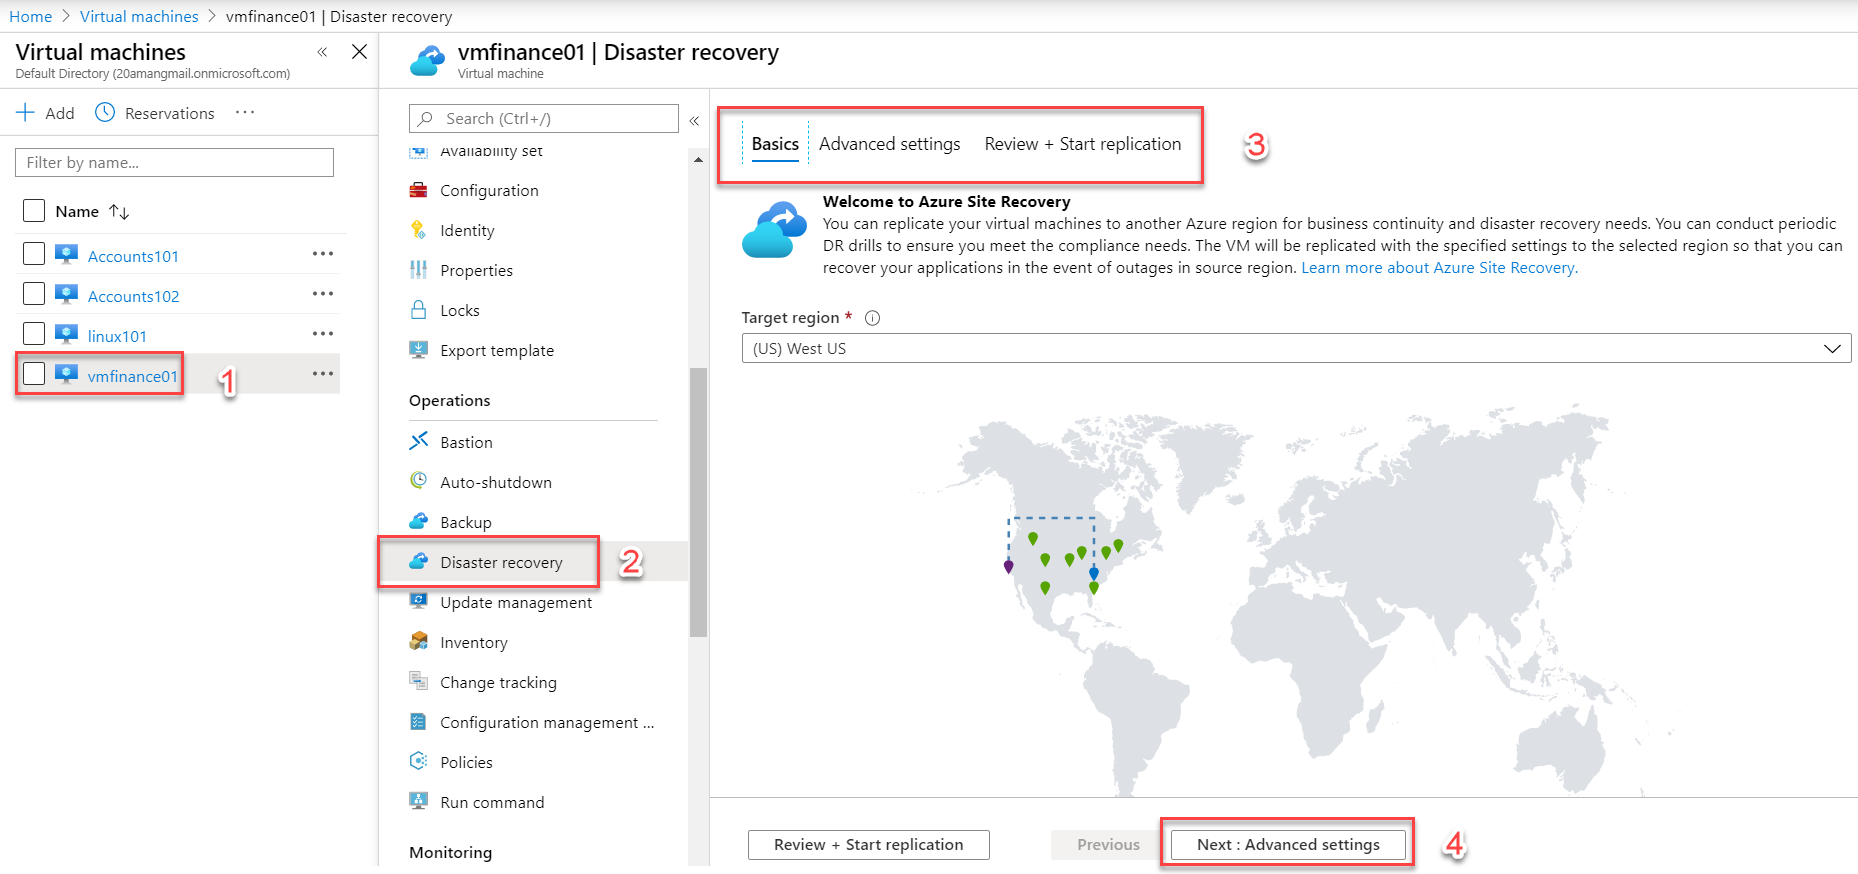 Home > Virtual machines > vmfinance01 | Disaster recovery
Virtual machines
Default Directory (20amangmail.onmicrosoft.com)
Add
Reservations
Filter by name...
Name
Accounts101
Accounts102
linux101
vmfinance01
1
vmfinance01 | Disaster recovery
Virtual machine
Search (Ctrl+/)
Availability set
Configuration
Identity
Properties
Locks
Export template
Operations
Bastion
Auto-shutdown
Backup
Disaster recovery
2
Update management
Inventory
Change tracking
Configuration management ...
Policies
Run command
Monitoring
Basics
Advanced settings
Review + Start replication
3
Welcome to Azure Site Recovery
You can replicate your virtual machines to another Azure region for business continuity and disaster recovery needs. You can conduct periodic
DR drills to ensure you meet the compliance needs. The VM will be replicated with the specified settings to the selected region so that you can
recover your applications in the event of outages in source region. Learn more about Azure Site Recovery.
Target region *
(US) West US
Review + Start replication
Previous
Next : Advanced settings
4